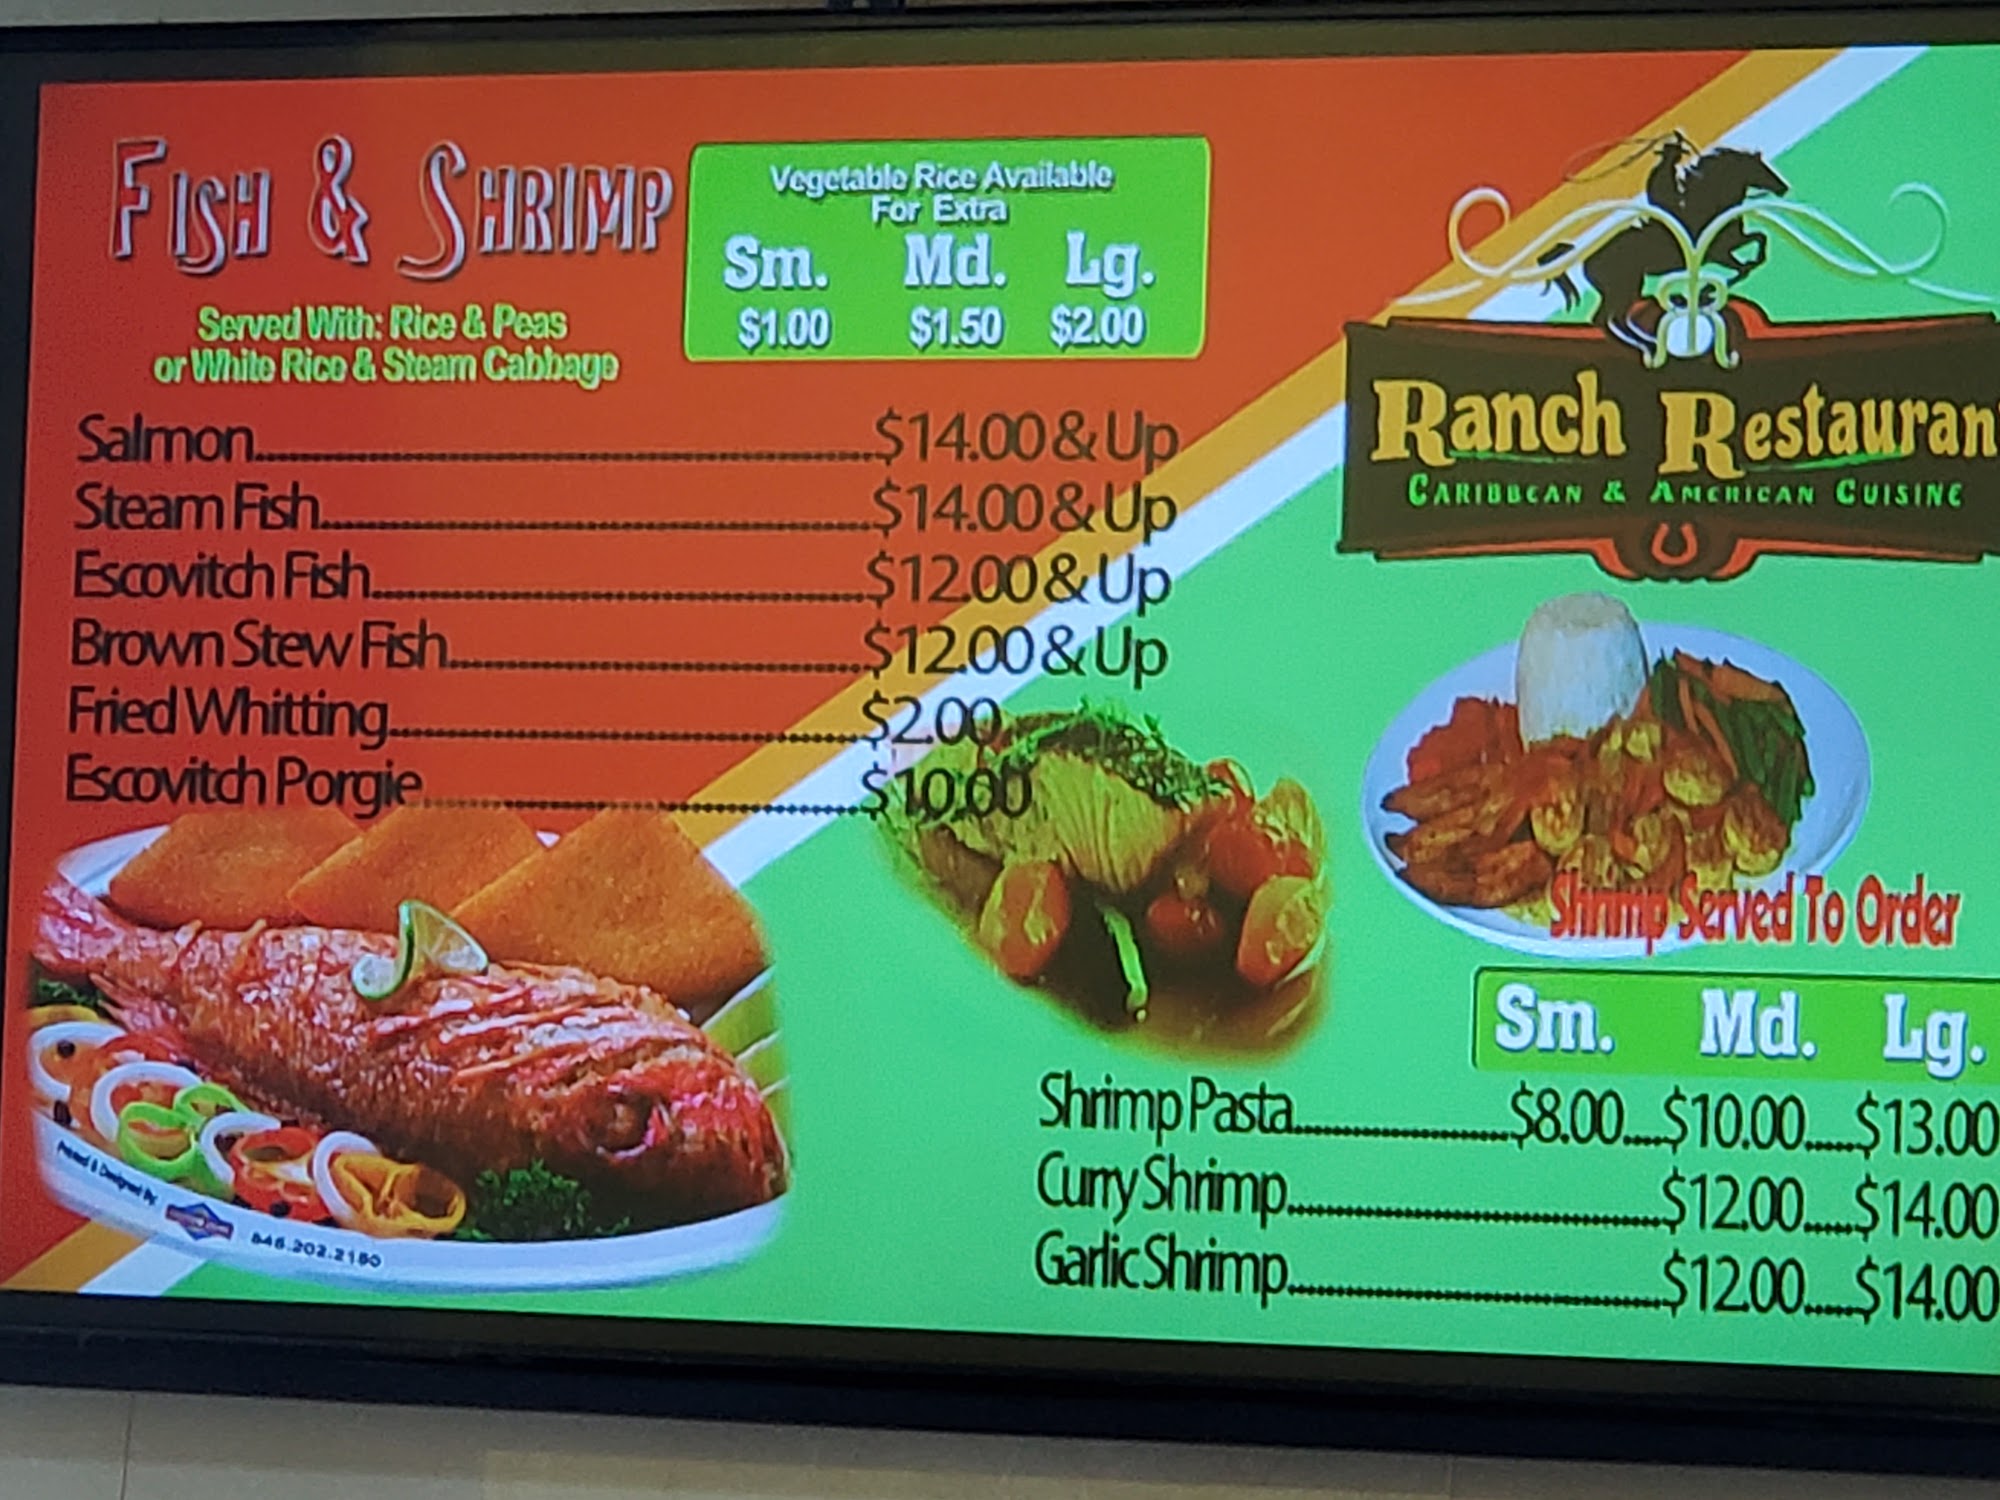 FISH & SHRIMP
Served With: Rice & Peas
or White Rice & Steam Cabbage
Vegetable Rice Available
For Extra
Sm. Md. Lg.
$1.00 $1.50 $2.00
Salmon $14.00 & Up
Steam Fish $14.00 & Up
Escovitch Fish $12.00 & Up
Brown Stew Fish $12.00 & Up
Fried Whitting $2.00
Escovitch Porgie $10.00
Ranch Restauran
CARIBBEAN & AMERICAN CUISINE
Shrimp Served To Order
Sm. Md. Lg.
Shrimp Pasta $8.00 $10.00 $13.00
Curry Shrimp $12.00 $14.00
Garlic Shrimp $12.00 $14.00
Printed & Designed By: